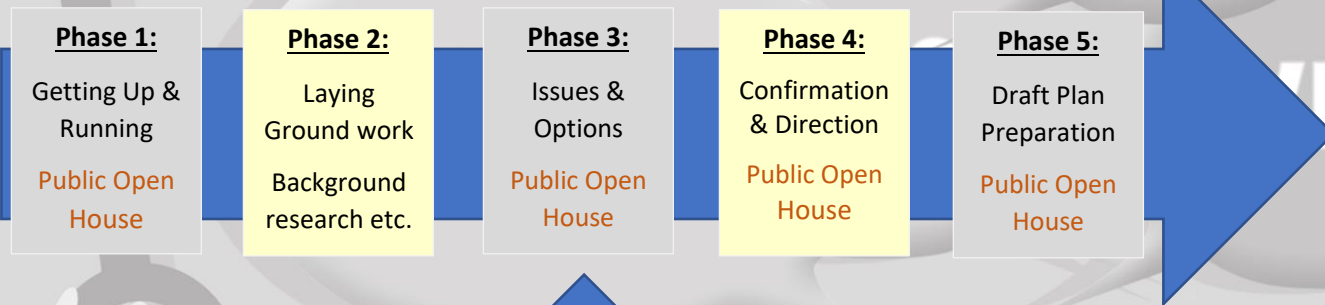 Phase 1:
Getting Up &
Running
Public Open
House
Phase 2:
Laying
Ground work
Background
research etc.
Phase 3:
Issues &
Options
Public Open
House
Phase 4:
Confirmation
& Direction
Public Open
House
Phase 5:
Draft Plan
Preparation
Public Open
House